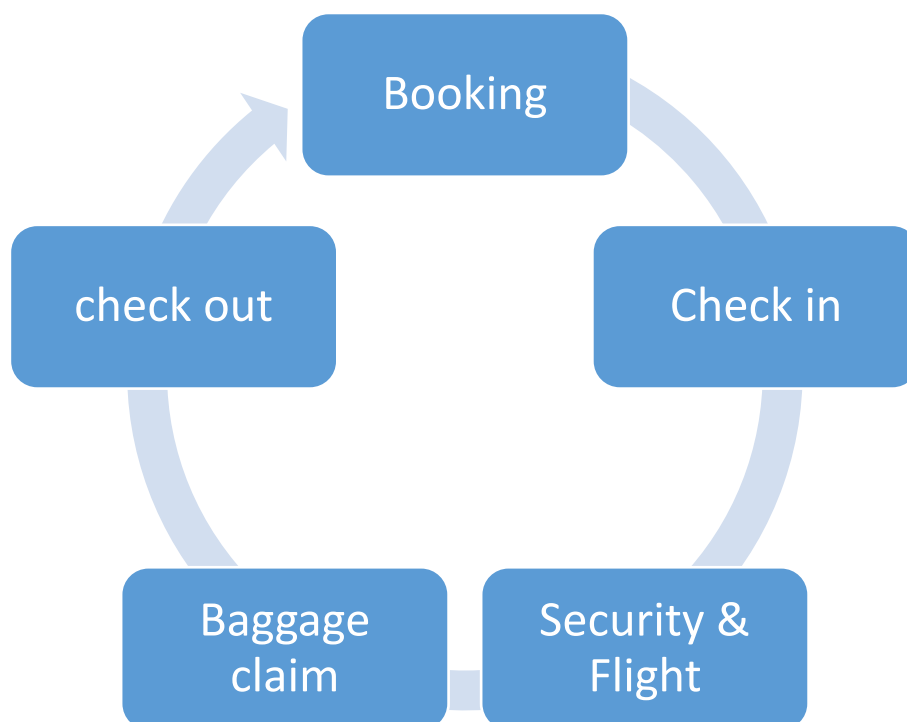 Booking
Check in
Security &
Flight
Baggage
claim
check out